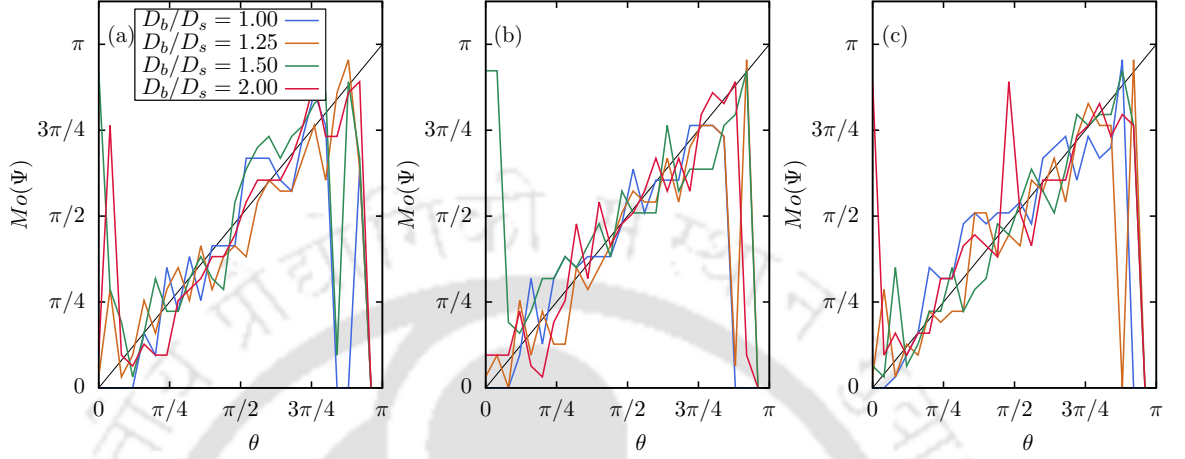 (a)
D_b/D_s = 1.00
D_b/D_s = 1.25
D_b/D_s = 1.50
D_b/D_s = 2.00
Mo(Ψ)
π
3π/4
π/2
π/4
0
0 π/4 π/2 3π/4 π
θ
(b)
Mo(Ψ)
π
3π/4
π/2
π/4
0
0 π/4 π/2 3π/4 π
θ
(c)
Mo(Ψ)
π
3π/4
π/2
π/4
0
0 π/4 π/2 3π/4 π
θ